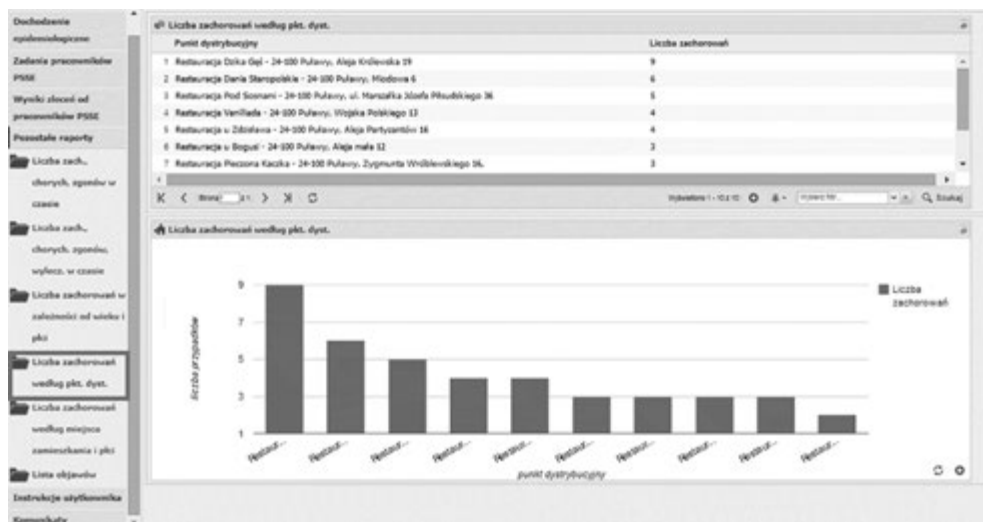 Dochodzenie
epidemiologiczne
Zadania pracowników
PSSE
Wyniki zleceń od
pracowników PSSE
Pozostałe raporty
Liczba zach.,
chorych, zgonów w
czasie
Liczba zach.,
chorych, zgonów,
wylecz. w czasie
Liczba zachorowań w
zależności od wieku i
płci
Liczba zachorowań
według pkt. dyst.
Liczba zachorowań
według miejsca
zamieszkania i płci
Lista objawów
Instrukcje użytkownika
Komunikaty
Liczba zachorowań według pkt. dyst.
Punkt dystrybucyjny Liczba zachorowań
1 Restauracja Dzika Gęś - 24-100 Puławy, Aleja Królewska 19 9
2 Restauracja Dania Staropolskie - 24-100 Puławy, Miodowa 6 6
3 Restauracja Pod Sosnami - 24-100 Puławy, ul. Marszałka Józefa Piłsudskiego 36 5
4 Restauracja Vanillada - 24-100 Puławy, Wojska Polskiego 13 4
5 Restauracja u Zdzisława - 24-100 Puławy, Aleja Partyzantów 16 4
6 Restauracja u Bogusi - 24-100 Puławy, Aleja mała 12 3
7 Restauracja Pieczona Kaczka - 24-100 Puławy, Zygmunta Wróblewskiego 16, 3
Strona z 1 Wyświetlono 1 - 10 z 10 Wybierz filtr... Szukaj
Liczba zachorowań według pkt. dyst.
9
7
5
3
1
liczba przypadków
Liczba
zachorowań
Restaur... Restaur... Restaur... Restaur... Restaur... Restaur... Restaur... Restaur... Restaur... Restaur...
punkt dystrybucyjny